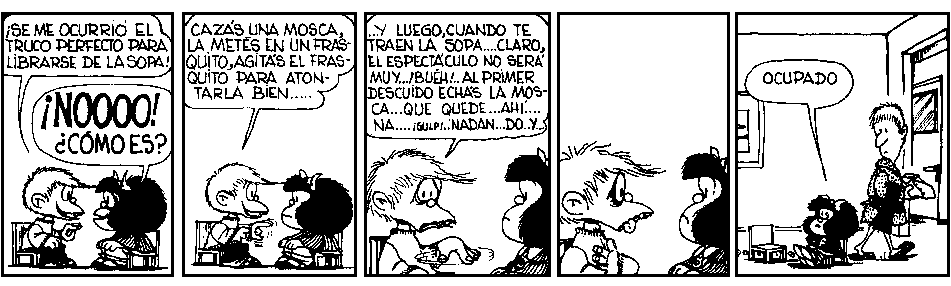 ¡SE ME OCURRIÓ EL
TRUCO PERFECTO PARA
LIBRARSE DE LA SOPA!
¡NOOOO!
¿CÓMO ES?
CAZÁS UNA MOSCA,
LA METÉS EN UN FRAS-
QUITO, AGITÁS EL FRAS-
QUITO PARA ATON-
TARLA BIEN.....
..Y LUEGO,CUANDO TE
TRAEN LA SOPA....CLARO,
EL ESPECTÁCULO NO SERÁ
MUY...¡BUÉH!..AL PRIMER
DESCUIDO ECHÁS LA MOS-
CA...QUE QUEDE...AHÍ....
NA....¡GULP!..NADAN...DO..Y..
OCUPADO